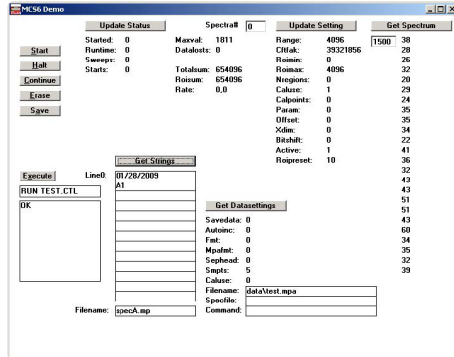 MCS6 Demo
Update Status
Spectra# 0
Update Setting
Get Spectrum
Start
Halt
Continue
Erase
Save
Started: 0
Runtime: 0
Sweeps: 0
Starts: 0
Maxval: 1811
Datalosts: 0
Totalsum: 654096
Roisum: 654096
Rate: 0,0
Range: 4096
Cltfak: 39321856
Roimin: 0
Roimax: 4096
Nregions: 0
Caluse: 1
Calpoints: 0
Param: 0
Offset: 0
Xdim: 0
Bitshift: 0
Active: 1
Roipreset: 10
1500
38
28
26
32
20
29
24
35
35
34
22
41
36
32
43
43
51
51
43
60
34
35
32
39
Get Strings
Execute
RUN TEST.CTL
OK
Line0: 01/28/2009
A1
Filename: specA.mp
Get Datasettings
Savedata: 0
Autoinc: 0
Fmt: 0
Mpafmt: 0
Sephead: 0
Smpts: 5
Caluse: 0
Filename: data\test.mpa
Specfile:
Command: